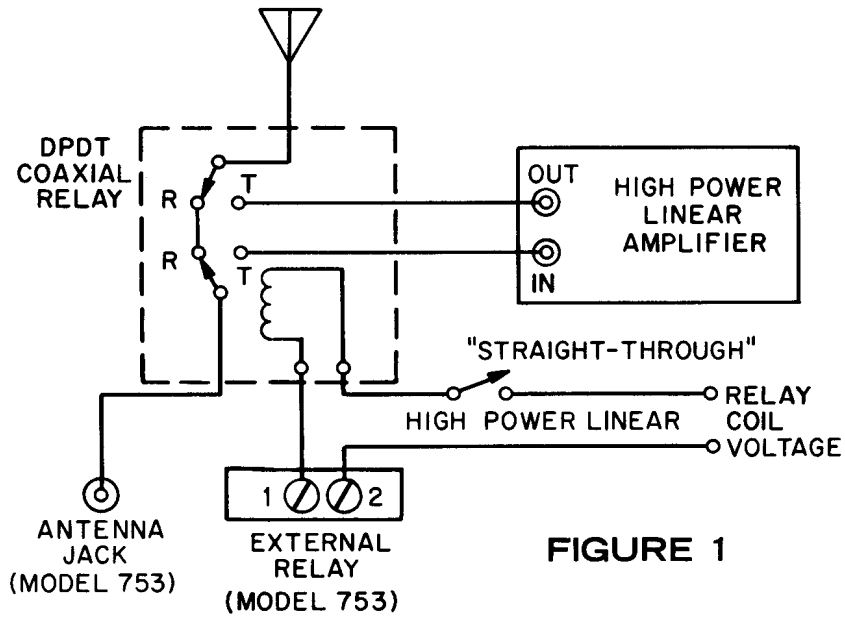 DPDT
COAXIAL
RELAY
R
T
R
T
OUT
IN
HIGH POWER
LINEAR
AMPLIFIER
"STRAIGHT-THROUGH"
HIGH POWER LINEAR
RELAY
COIL
VOLTAGE
1
2
ANTENNA
JACK
(MODEL 753)
EXTERNAL
RELAY
(MODEL 753)
FIGURE 1